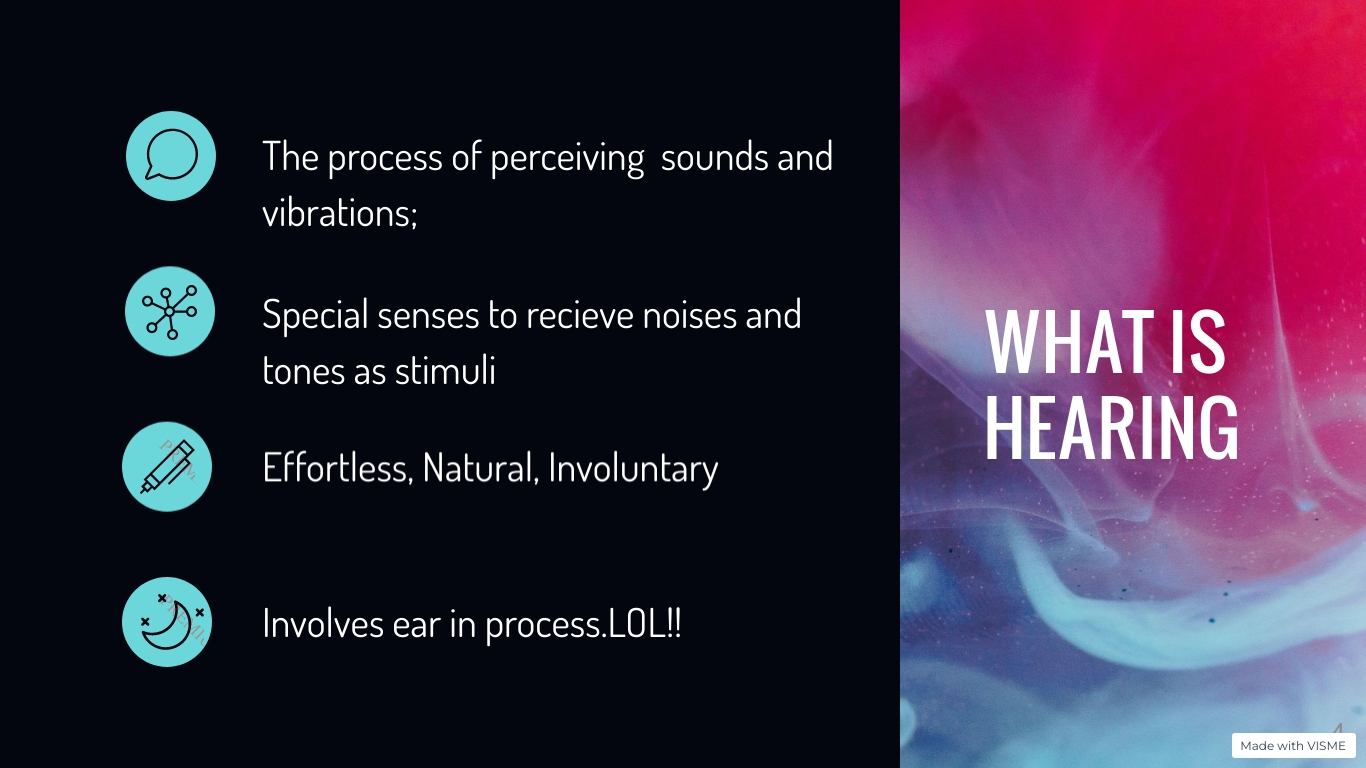 The process of perceiving  sounds and
vibrations;
Special senses to recieve noises and
tones as stimuli
Effortless, Natural, Involuntary
Involves ear in process.LOL!!
WHAT IS
HEARING
4
Made with VISME